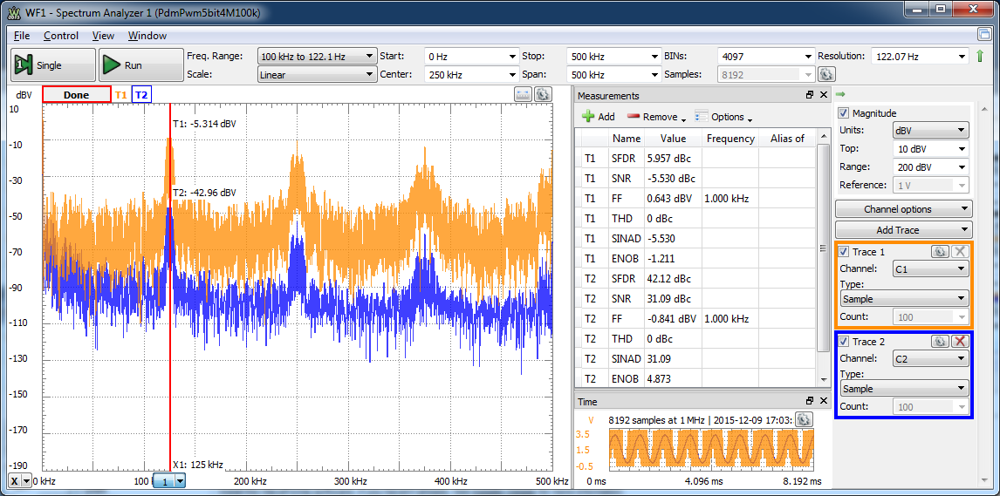 WF1 - Spectrum Analyzer 1 (PdmPwm5bit4M100k)
File Control View Window
Single Run Freq. Range: 100 kHz to 122.1 Hz Start: 0 Hz Stop: 500 kHz BINs: 4097 Resolution: 122.07 Hz
Scale: Linear Center: 250 kHz Span: 500 kHz Samples: 8192
dBV Done T1 T2
10
-10
-30
-50
-70
-90
-110
-130
-150
-170
-190
T1: -5.314 dBV
T2: -42.96 dBV
X1: 125 kHz
X 0 kHz 100 k 1 200 kHz 300 kHz 400 kHz 500 kHz
Measurements
Add Remove Options
Name Value Frequency Alias of
T1 SFDR 5.957 dBc
T1 SNR -5.530 dBc
T1 FF 0.643 dBV 1.000 kHz
T1 THD 0 dBc
T1 SINAD -5.530
T1 ENOB -1.211
T2 SFDR 42.12 dBc
T2 SNR 31.09 dBc
T2 FF -0.841 dBV 1.000 kHz
T2 THD 0 dBc
T2 SINAD 31.09
T2 ENOB 4.873
Time
V 8192 samples at 1 MHz | 2015-12-09 17:03:
3.5
1.5
-0.5
0 ms 4.096 ms 8.192 ms
Magnitude
Units: dBV
Top: 10 dBV
Range: 200 dBV
Reference: 1 V
Channel options
Add Trace
Trace 1
Channel: C1
Type:
Sample
Count: 100
Trace 2
Channel: C2
Type:
Sample
Count: 100